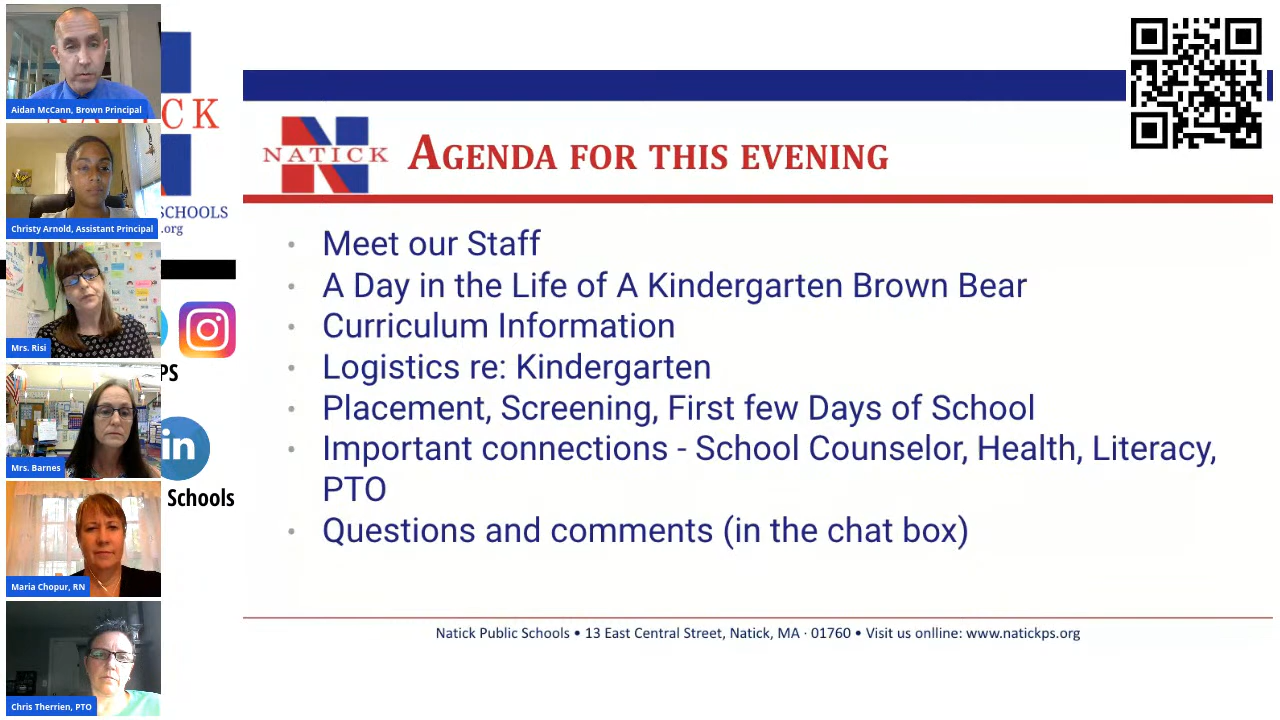 Aidan McCann, Brown Principal
Christy Arnold, Assistant Principal
Mrs. Risi
Mrs. Barnes
Maria Chopur, RN
Chris Therrien, PTO
CK
SCHOOLS
.org
PS
in
Schools
NATICK
AGENDA FOR THIS EVENING
• Meet our Staff
• A Day in the Life of A Kindergarten Brown Bear
• Curriculum Information
• Logistics re: Kindergarten
• Placement, Screening, First few Days of School
• Important connections - School Counselor, Health, Literacy,
PTO
• Questions and comments (in the chat box)
Natick Public Schools • 13 East Central Street, Natick, MA · 01760 • Visit us onlline: www.natickps.org